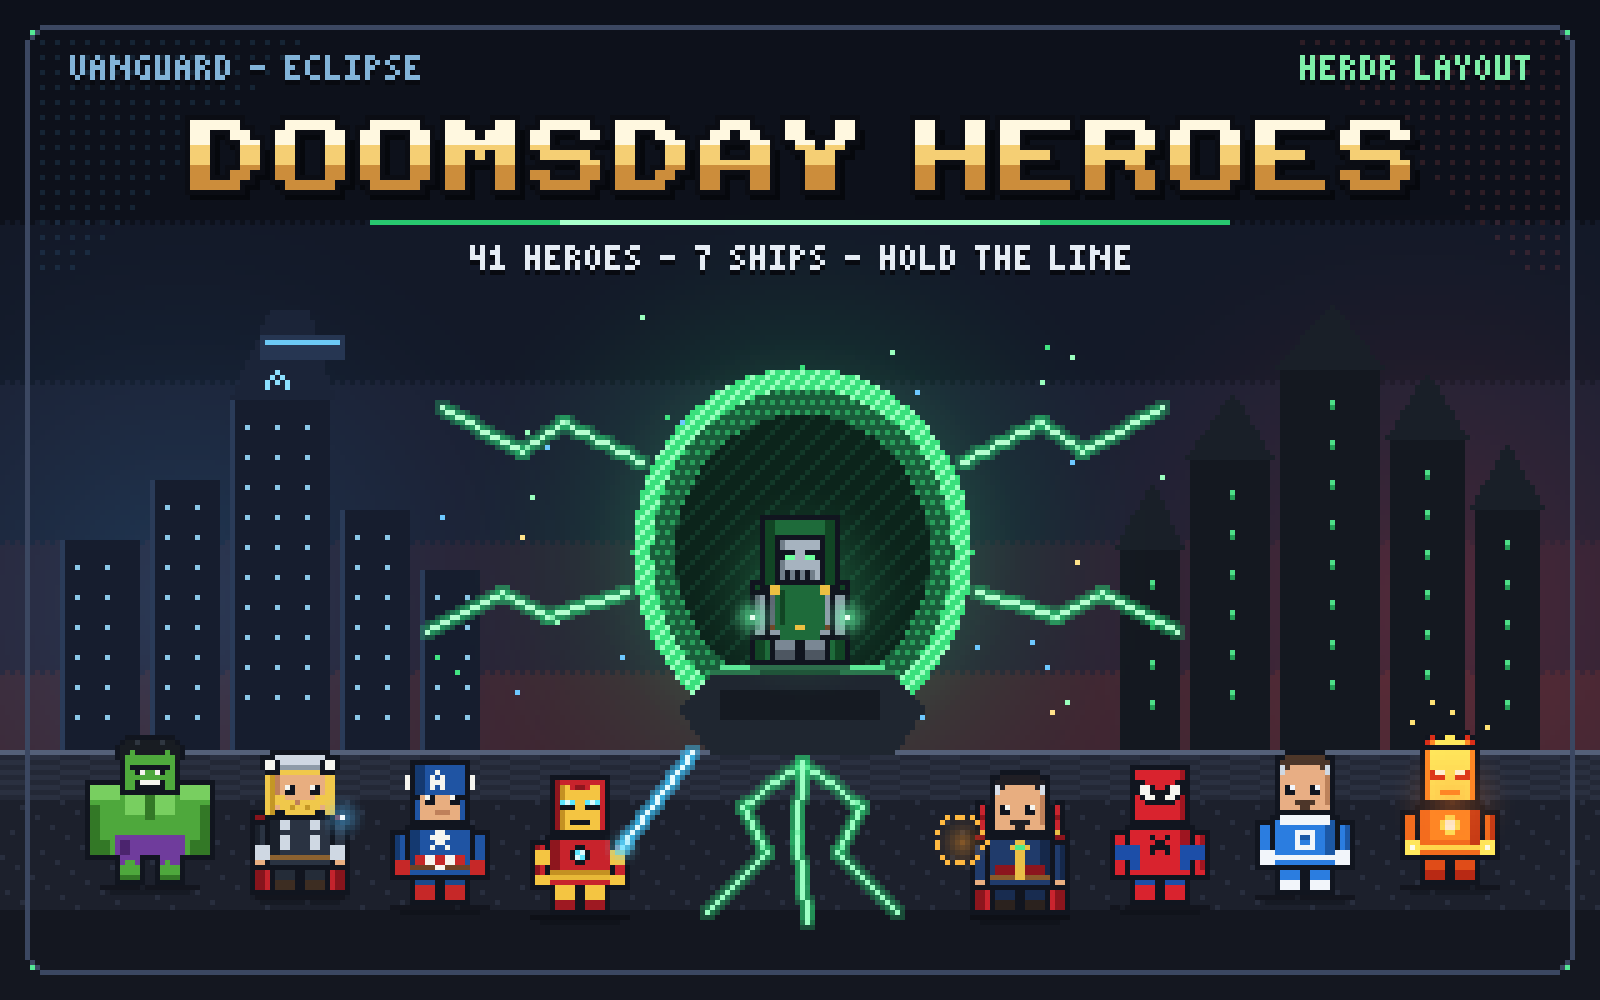 VANGUARD - ECLIPSE
HERDR LAYOUT
DOOMSDAY HEROES
41 HEROES - 7 SHIPS - HOLD THE LINE
A